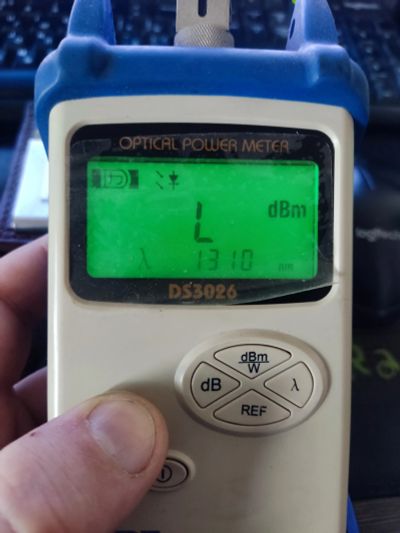 OPTICAL POWER METER
dBm
L
λ 1310 nm
DS3026
dBm
W
dB
λ
REF